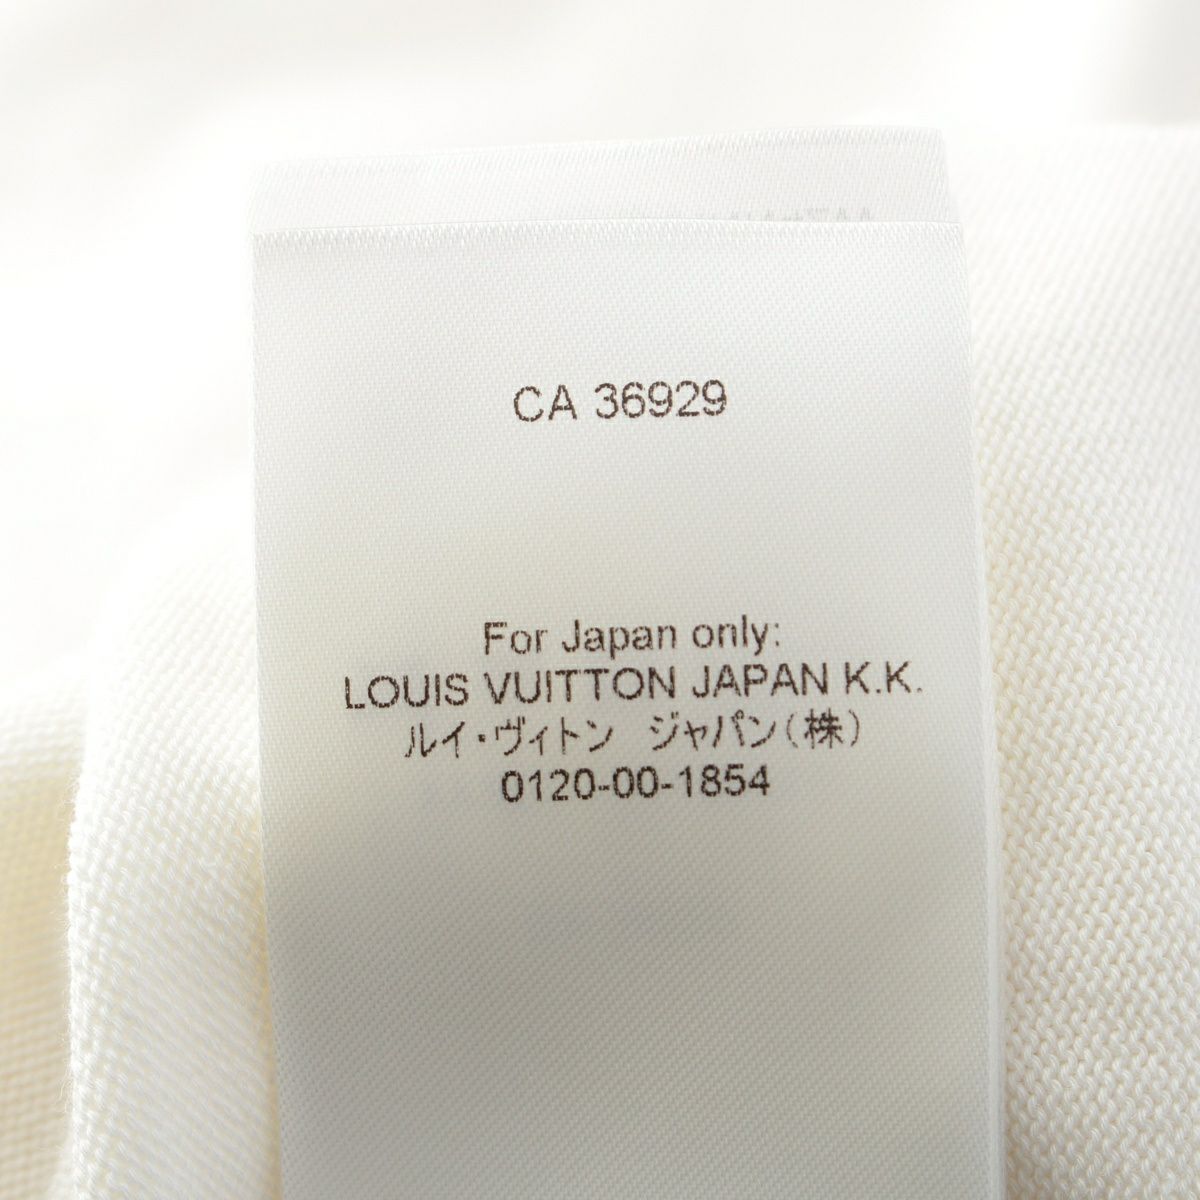 CA 36929
For Japan only:
LOUIS VUITTON JAPAN K.K.
ルイ・ヴィトン　ジャパン(株)
0120-00-1854